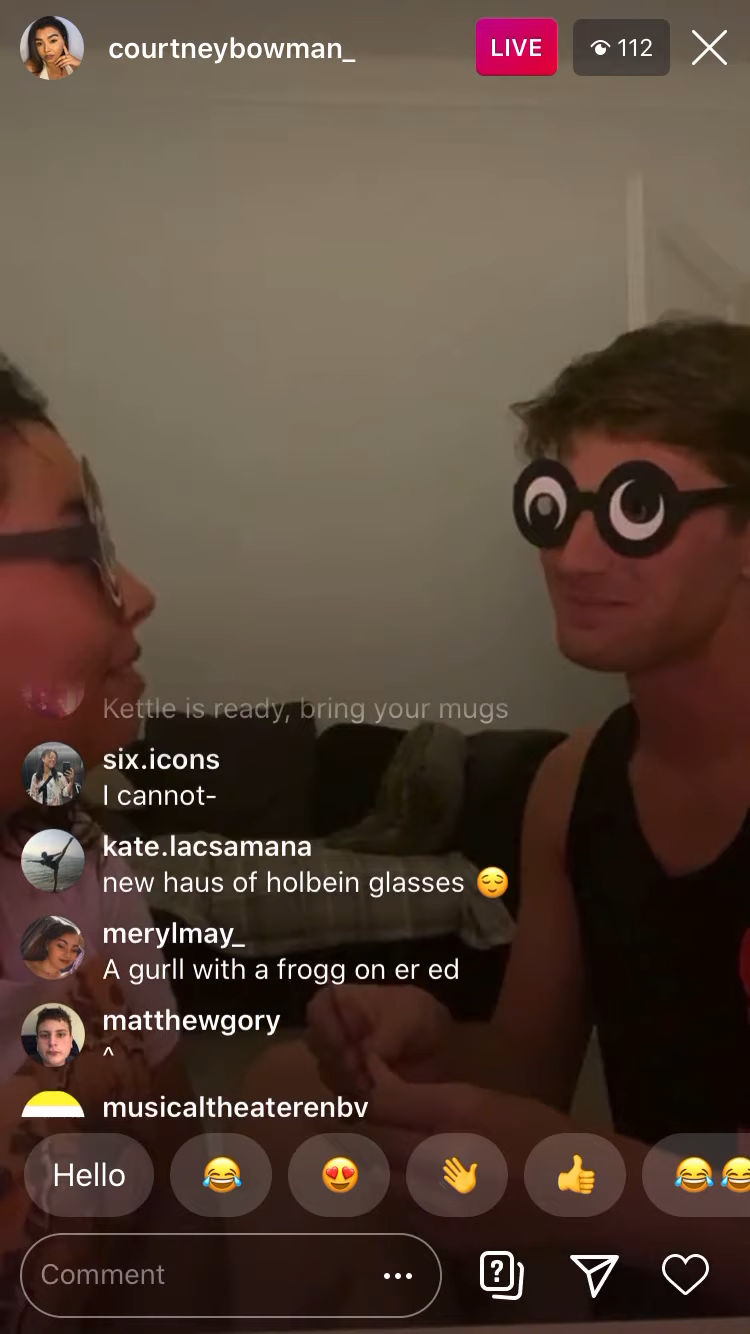 courtneybowman_
LIVE
112
Kettle is ready, bring your mugs
six.icons
I cannot-
kate.lacsamana
new haus of holbein glasses 😌
merylmay_
A gurll with a frogg on er ed
matthewgory
^
musicaltheaterenbv
Hello 😂 😍 👋 👍 😂😂
Comment